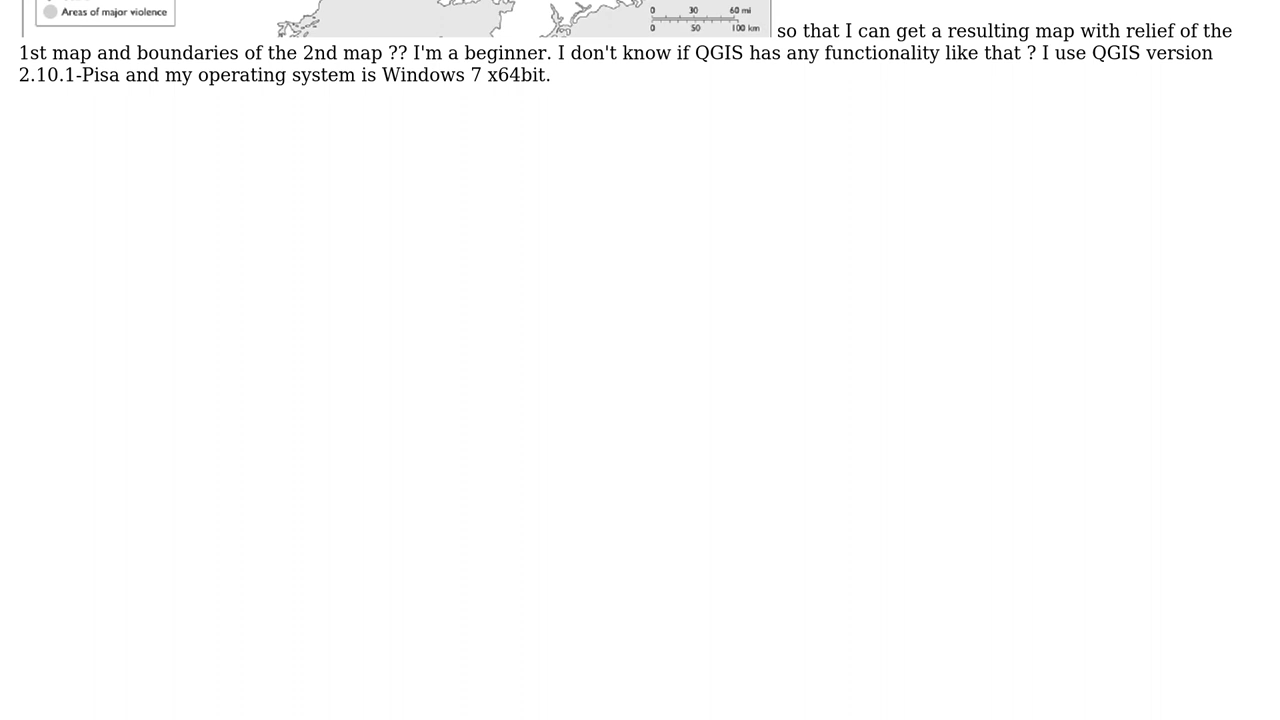 Areas of major violence
0 30 60 mi
0 50 100 km
so that I can get a resulting map with relief of the
1st map and boundaries of the 2nd map ?? I'm a beginner. I don't know if QGIS has any functionality like that ? I use QGIS version
2.10.1-Pisa and my operating system is Windows 7 x64bit.